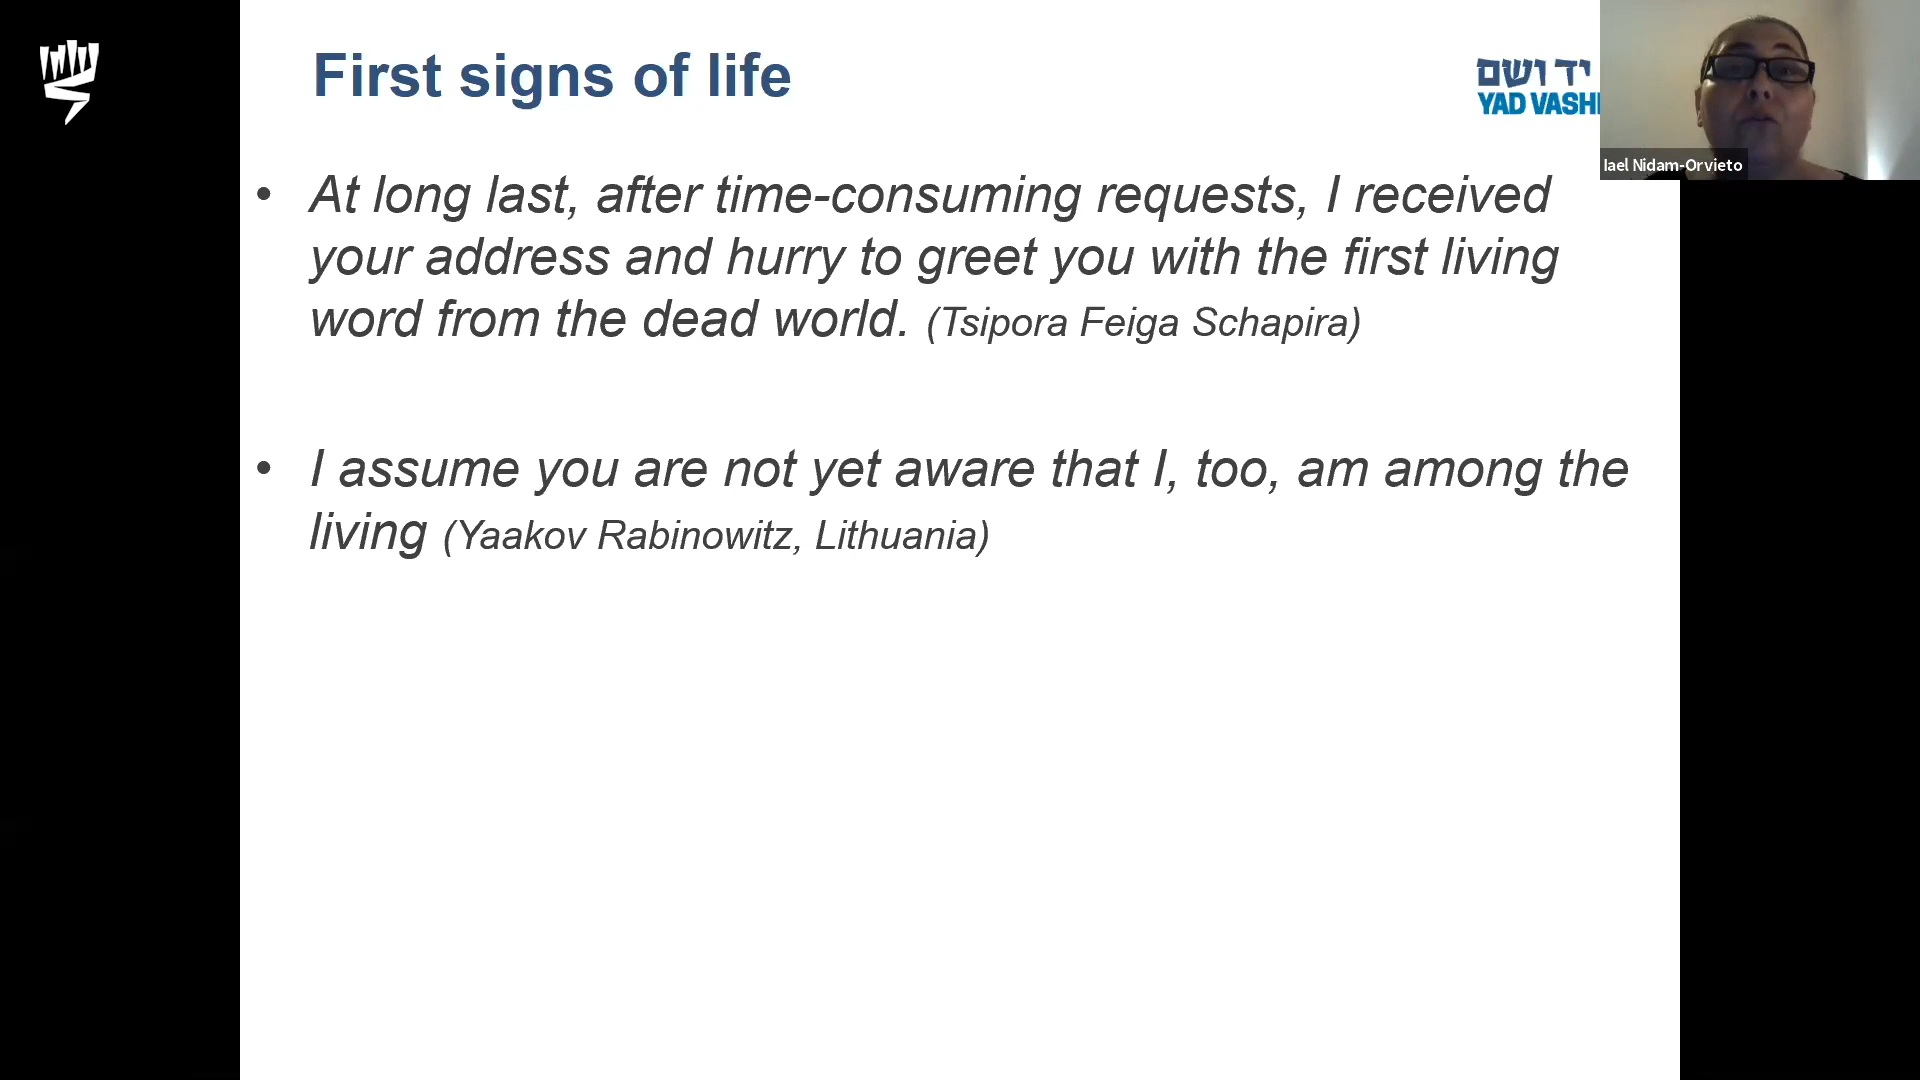 First signs of life
יד ושם
YAD VASH
Iael Nidam-Orvieto
• At long last, after time-consuming requests, I received
your address and hurry to greet you with the first living
word from the dead world. (Tsipora Feiga Schapira)
• I assume you are not yet aware that I, too, am among the
living (Yaakov Rabinowitz, Lithuania)